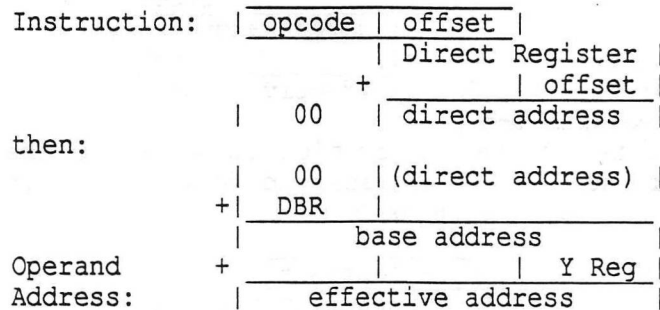 Instruction: | opcode | offset |
| Direct Register |
+ | offset |
| 00 | direct address |
then:
| 00 |(direct address) |
+| DBR |
| base address |
Operand + | | Y Reg |
Address: | effective address |